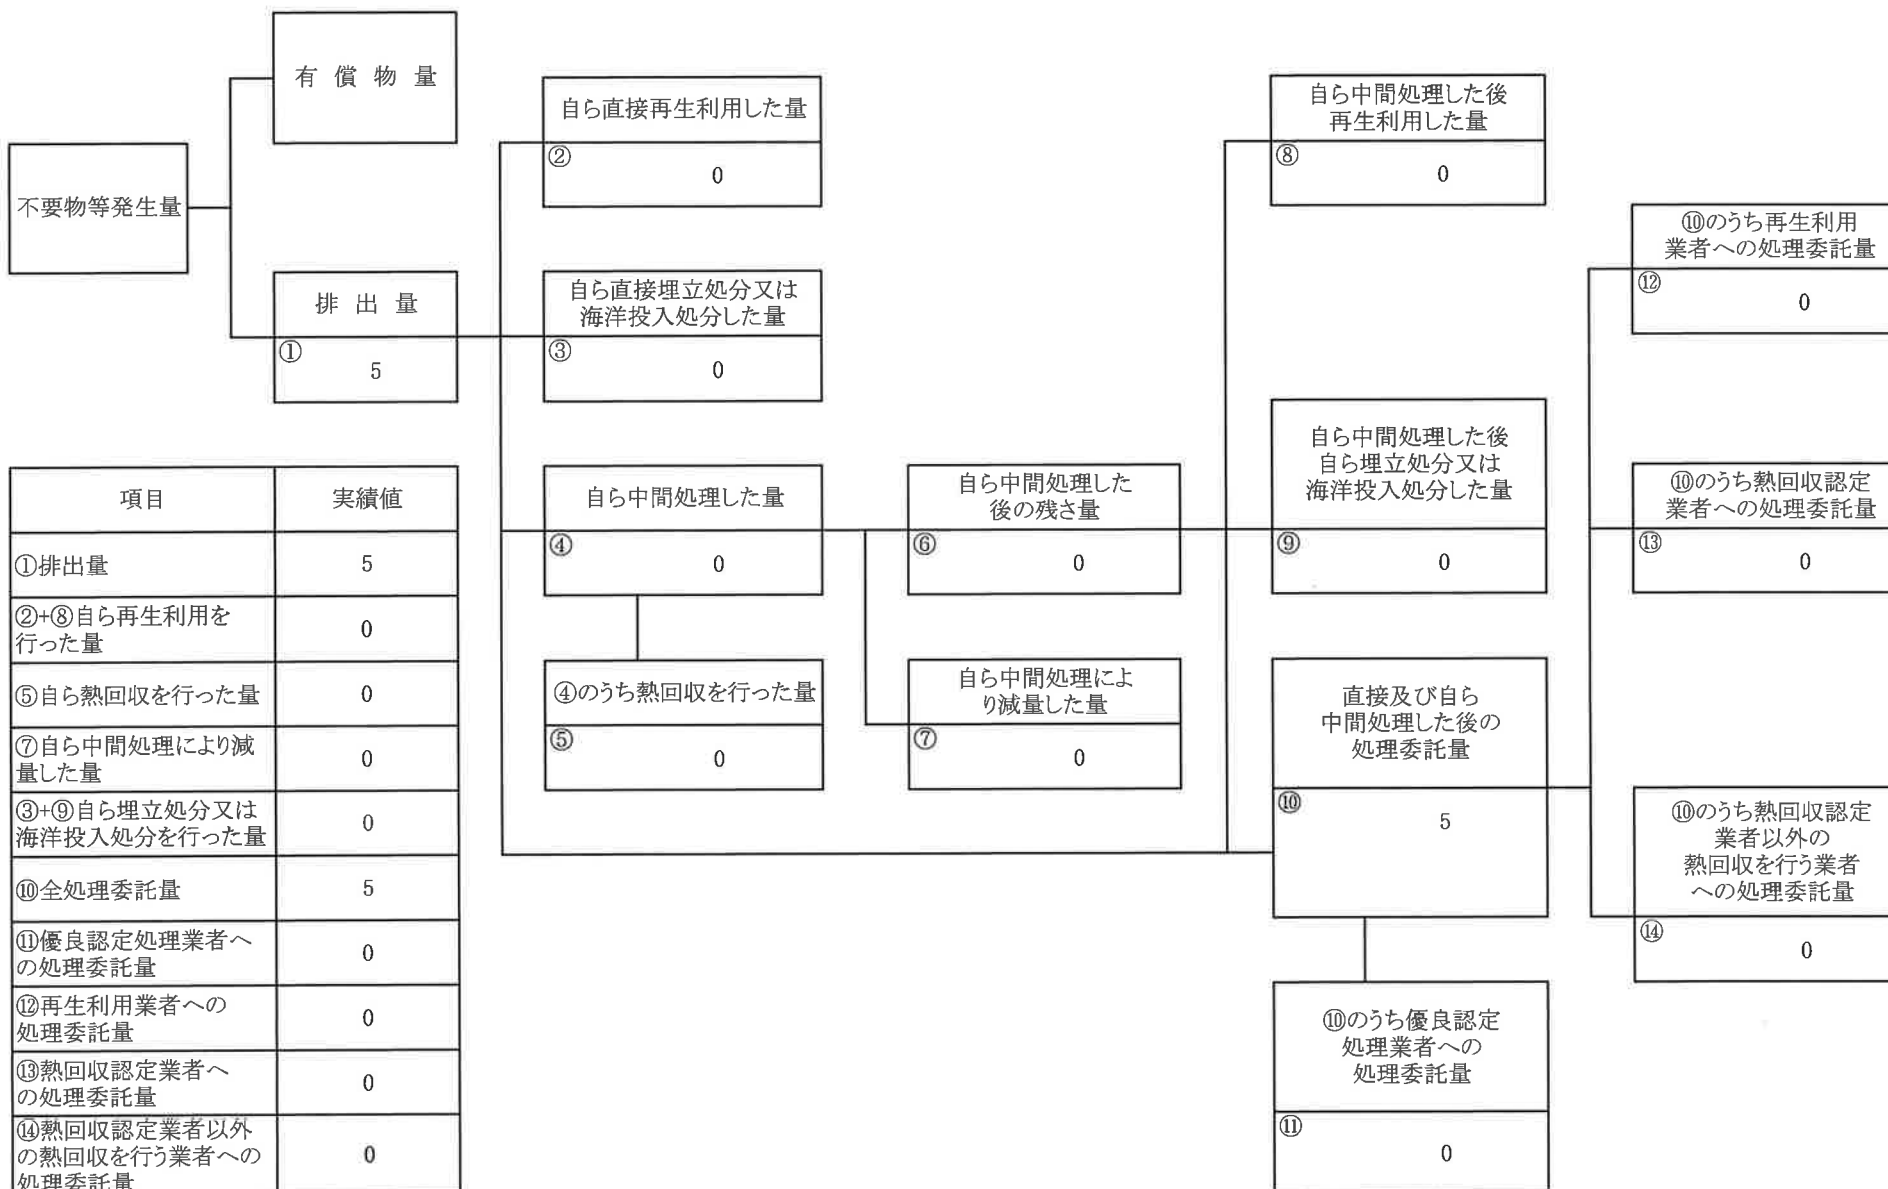 有 償 物 量
不要物等発生量
排 出 量
①
5
自ら直接再生利用した量
②
0
自ら直接埋立処分又は
海洋投入処分した量
③
0
自ら中間処理した量
④
0
④のうち熱回収を行った量
⑤
0
自ら中間処理した
後の残さ量
⑥
0
自ら中間処理によ
り減量した量
⑦
0
自ら中間処理した後
再生利用した量
⑧
0
自ら中間処理した後
自ら埋立処分又は
海洋投入処分した量
⑨
0
直接及び自ら
中間処理した後の
処理委託量
⑩
5
⑩のうち優良認定
処理業者への
処理委託量
⑪
0
⑩のうち再生利用
業者への処理委託量
⑫
0
⑩のうち熱回収認定
業者への処理委託量
⑬
0
⑩のうち熱回収認定
業者以外の
熱回収を行う業者
への処理委託量
⑭
0
項目 実績値
①排出量 5
②+⑧自ら再生利用を
行った量 0
⑤自ら熱回収を行った量 0
⑦自ら中間処理により減
量した量 0
③+⑨自ら埋立処分又は
海洋投入処分を行った量 0
⑩全処理委託量 5
⑪優良認定処理業者へ
の処理委託量 0
⑫再生利用業者への
処理委託量 0
⑬熱回収認定業者へ
の処理委託量 0
⑭熱回収認定業者以外
の熱回収を行う業者への 0
処理委託量